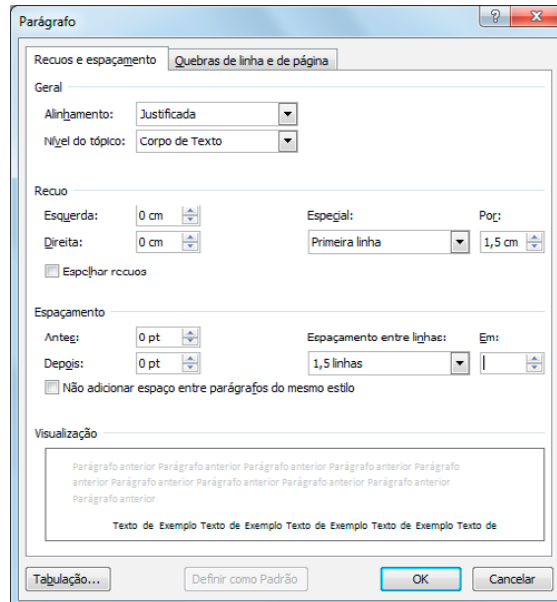 Parágrafo
Recuos e espaçamento Quebras de linha e de página
Geral
Alinhamento: Justificada
Nível do tópico: Corpo de Texto
Recuo
Esquerda: 0 cm Especial: Por:
Direita: 0 cm Primeira linha 1,5 cm
Espelhar recuos
Espaçamento
Antes: 0 pt Espaçamento entre linhas: Em:
Depois: 0 pt 1,5 linhas
Não adicionar espaço entre parágrafos do mesmo estilo
Visualização
Parágrafo anterior Parágrafo anterior Parágrafo anterior Parágrafo anterior Parágrafo
anterior Parágrafo anterior Parágrafo anterior Parágrafo anterior Parágrafo anterior
Parágrafo anterior
Texto de Exemplo Texto de Exemplo Texto de Exemplo Texto de Exemplo Texto de
Tabulação... Definir como Padrão OK Cancelar